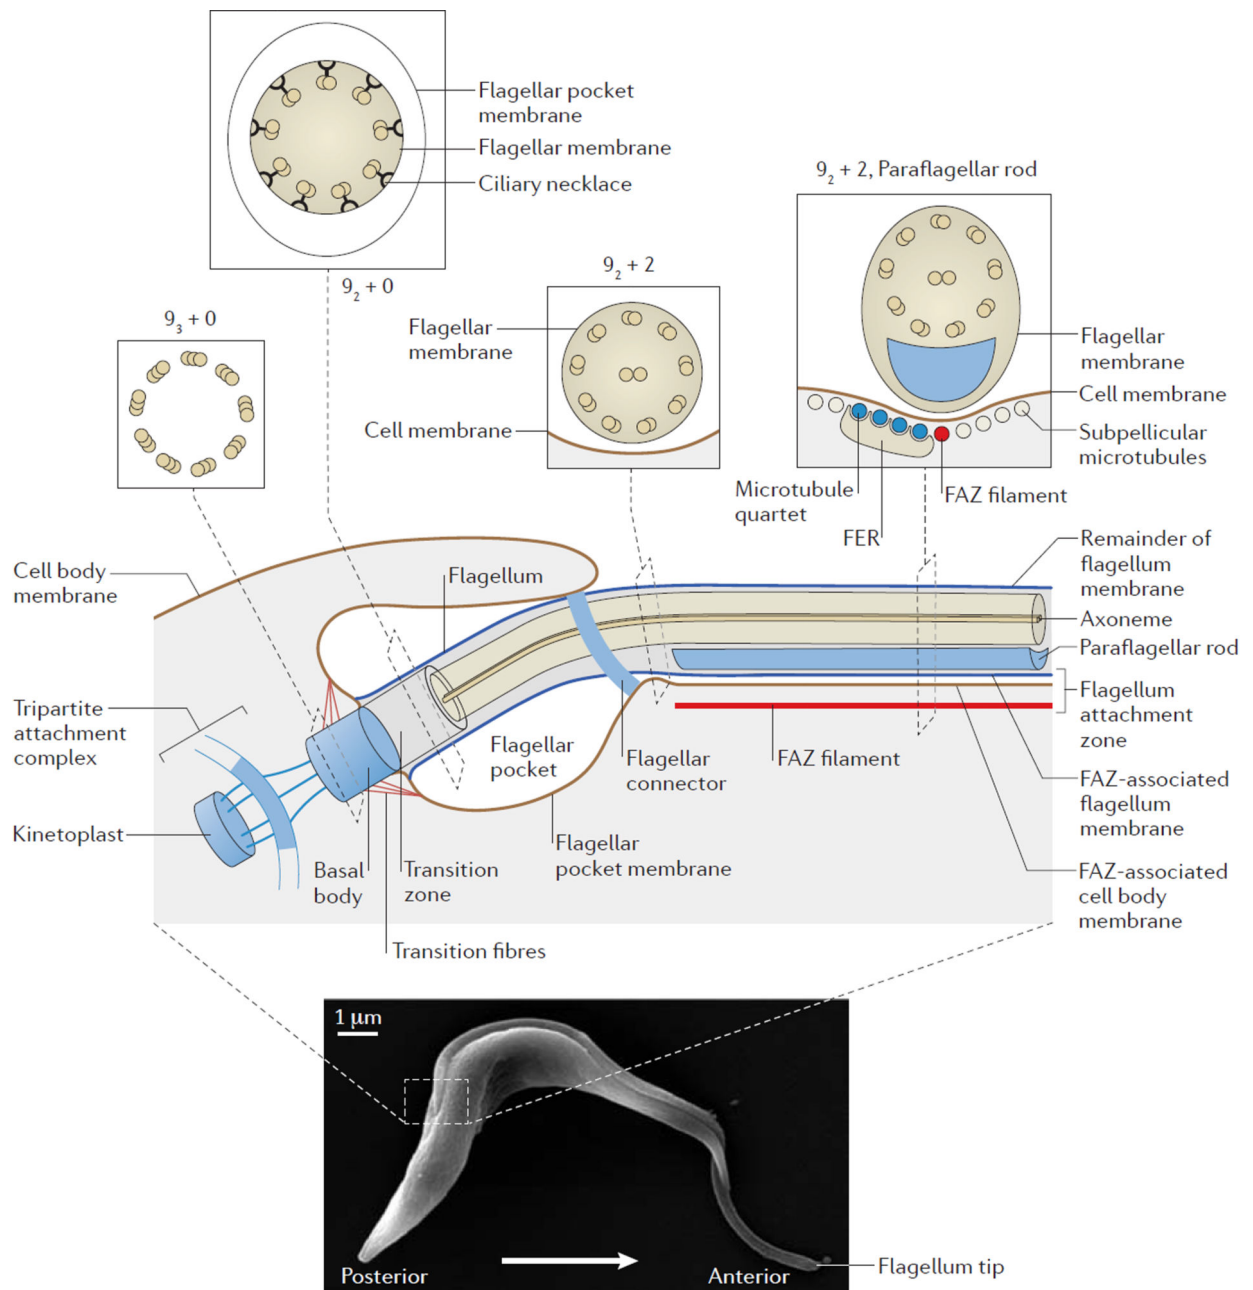 Flagellar pocket
membrane
Flagellar membrane
Ciliary necklace
9₂ + 0
9₃ + 0
9₂ + 2
Flagellar
membrane
Cell membrane
9₂ + 2, Paraflagellar rod
Flagellar
membrane
Cell membrane
Subpellicular
microtubules
Microtubule
quartet
FAZ filament
FER
Cell body
membrane
Flagellum
Remainder of
flagellum
membrane
Axoneme
Paraflagellar rod
Flagellum
attachment
zone
Tripartite
attachment
complex
Flagellar
pocket
Flagellar
connector
FAZ filament
FAZ-associated
flagellum
membrane
Kinetoplast
Basal
body
Transition
zone
Flagellar
pocket membrane
FAZ-associated
cell body
membrane
Transition fibres
1 μm
Posterior
Anterior
Flagellum tip